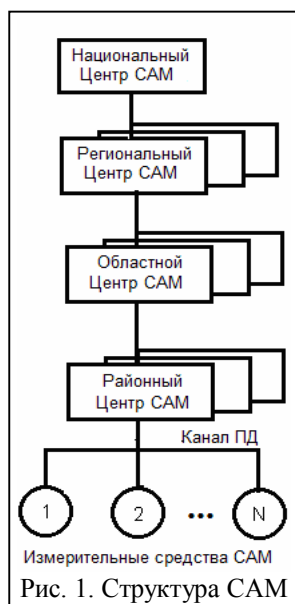 Национальный
Центр САМ
Региональный
Центр САМ
Областной
Центр САМ
Районный
Центр САМ
Канал ПД
1 2 ••• N
Измерительные средства САМ
Рис. 1. Структура САМ